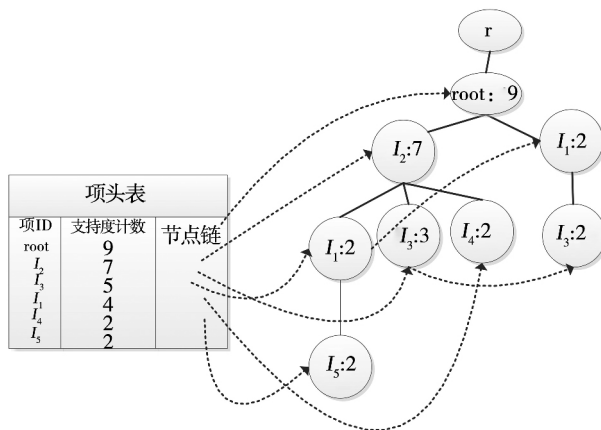 r
root：9
I₂:7
I₁:2
I₁:2
I₃:3
I₄:2
I₃:2
I₅:2
项头表
项ID 支持度计数 节点链
root 9
I₂ 7
I₃ 5
I₁ 4
I₄ 2
I₅ 2